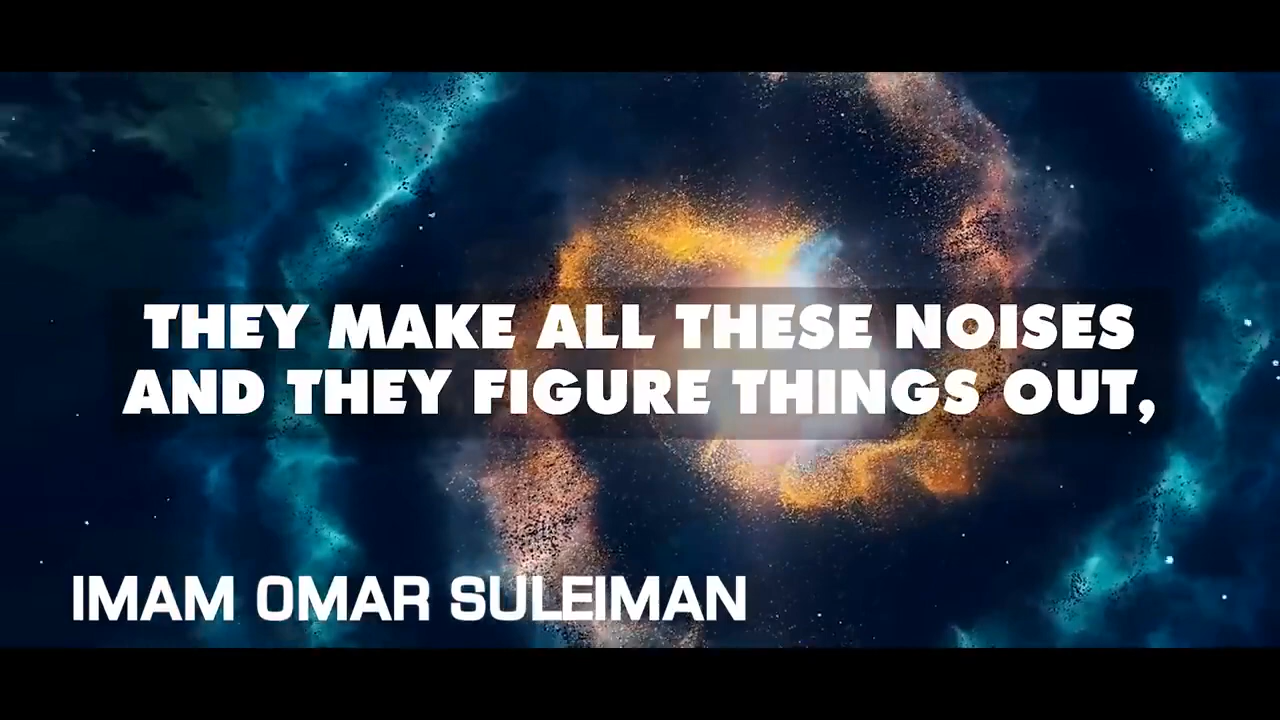 THEY MAKE ALL THESE NOISES
AND THEY FIGURE THINGS OUT,
IMAM OMAR SULEIMAN